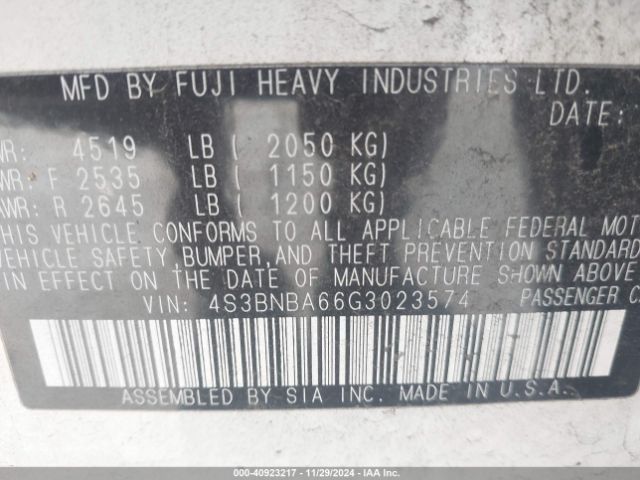 MFD BY FUJI HEAVY INDUSTRIES LTD.
DATE:
WR: 4519 LB ( 2050 KG)
WR: F 2535 LB ( 1150 KG)
AWR: R 2645 LB ( 1200 KG)
THIS VEHICLE CONFORMS TO ALL APPLICABLE FEDERAL MOT
VEHICLE SAFETY, BUMPER, AND THEFT PREVENTION STANDARD
IN EFFECT ON THE DATE OF MANUFACTURE SHOWN ABOVE
VIN: 4S3BNBA66G3023574 PASSENGER C
ASSEMBLED BY SIA INC. MADE IN U.S.A.
000-40923217 - 11/29/2024 - IAA Inc.